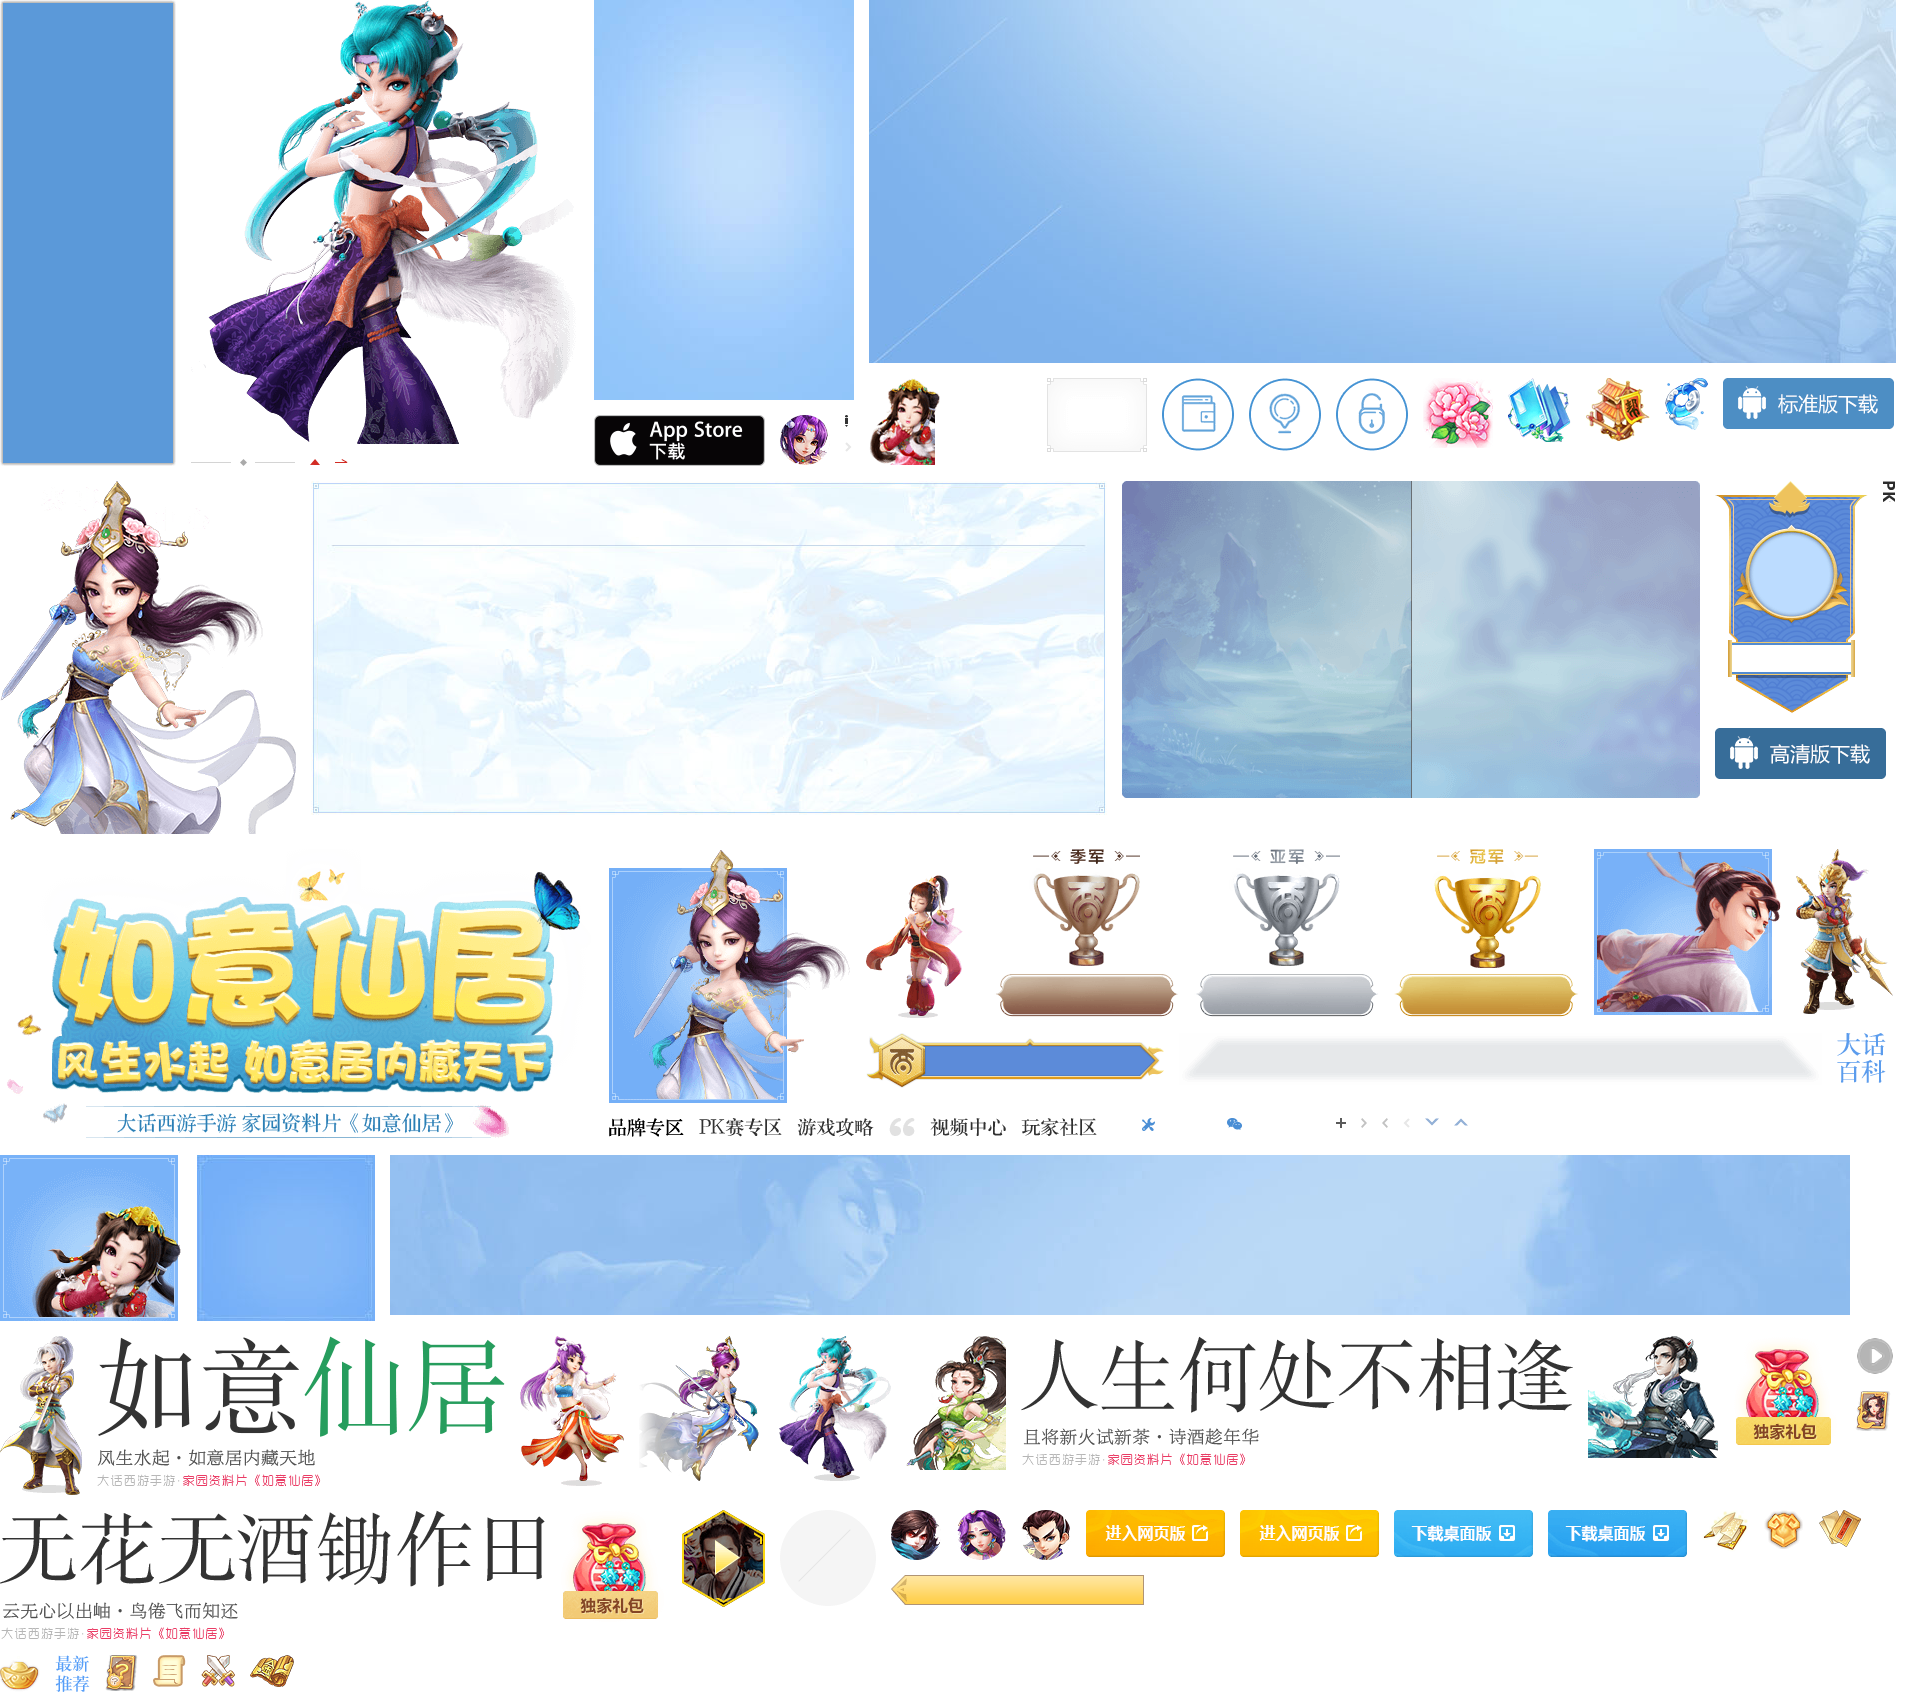 App Store
下载
标准版下载
PK
高清版下载
季军
亚军
冠军
如意仙居
风生水起 如意居内藏天下
大话西游手游 家园资料片《如意仙居》
大话
百科
品牌专区
PK赛专区
游戏攻略
视频中心
玩家社区
如意仙居
风生水起·如意居内藏天地
大话西游手游·家园资料片《如意仙居》
人生何处不相逢
且将新火试新茶·诗酒趁年华
大话西游手游·家园资料片《如意仙居》
独家礼包
无花无酒锄作田
云无心以出岫·鸟倦飞而知还
大话西游手游·家园资料片《如意仙居》
独家礼包
进入网页版
进入网页版
下载桌面版
下载桌面版
最新
推荐